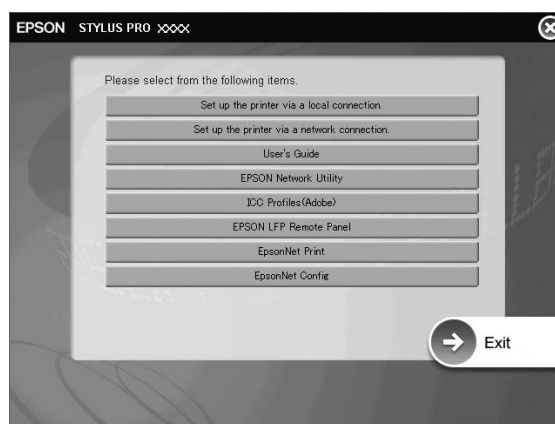 EPSON STYLUS PRO XXXX
Please select from the following items.
Set up the printer via a local connection.
Set up the printer via a network connection.
User's Guide
EPSON Network Utility
ICC Profiles(Adobe)
EPSON LFP Remote Panel
EpsonNet Print
EpsonNet Config
Exit